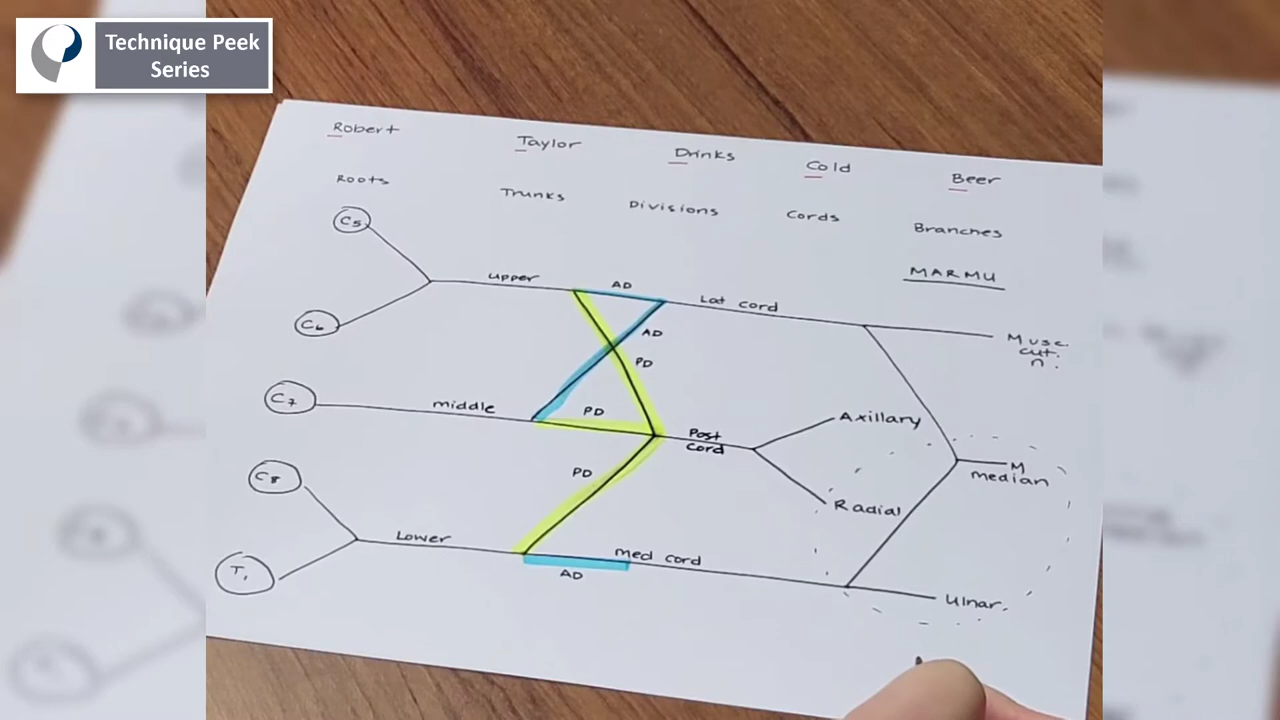 Technique Peek
Series
Robert Taylor Drinks Cold Beer
Roots Trunks Divisions Cords Branches
MARMU
C5
upper
AD
Lat cord
C6
AD
PD
Musc.
cut.
n.
C7
middle
PD
Post
cord
Axillary
M
median
C8
PD
Radial
Lower
med cord
T1
AD
Ulnar.